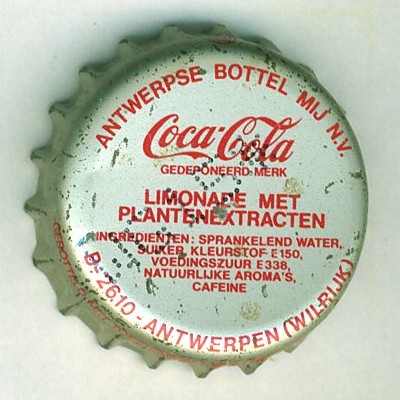 ANTWERPSE BOTTEL MIJ N.V.
Coca-Cola
GEDEPONEERD MERK
LIMONADE MET
PLANTENEXTRACTEN
INGREDIENTEN: SPRANKELEND WATER,
SUIKER, KLEURSTOF E150,
VOEDINGSZUUR E338,
NATUURLIJKE AROMA'S,
CAFEINE
B-2610-ANTWERPEN (WILRIJK)